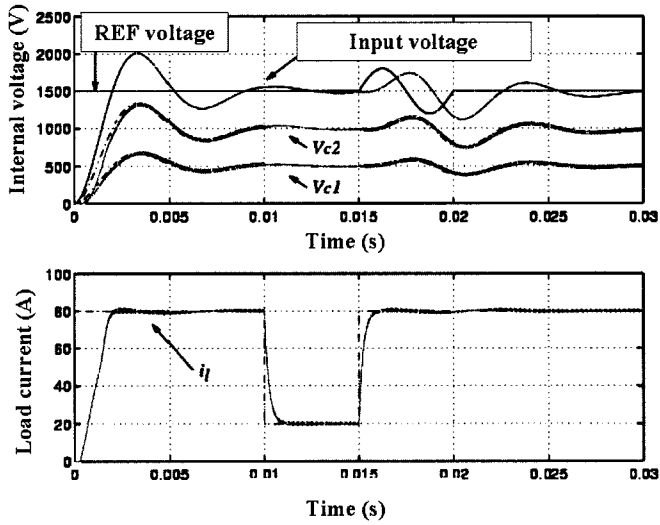 REF voltage
Input voltage
Internal voltage (V)
2500
2000
1500
1000
500
0
Vc2
Vc1
0 0.005 0.01 0.015 0.02 0.025 0.03
Time (s)
Load current (A)
100
80
60
40
20
0
il
0 0.005 0.01 0.015 0.02 0.025 0.03
Time (s)